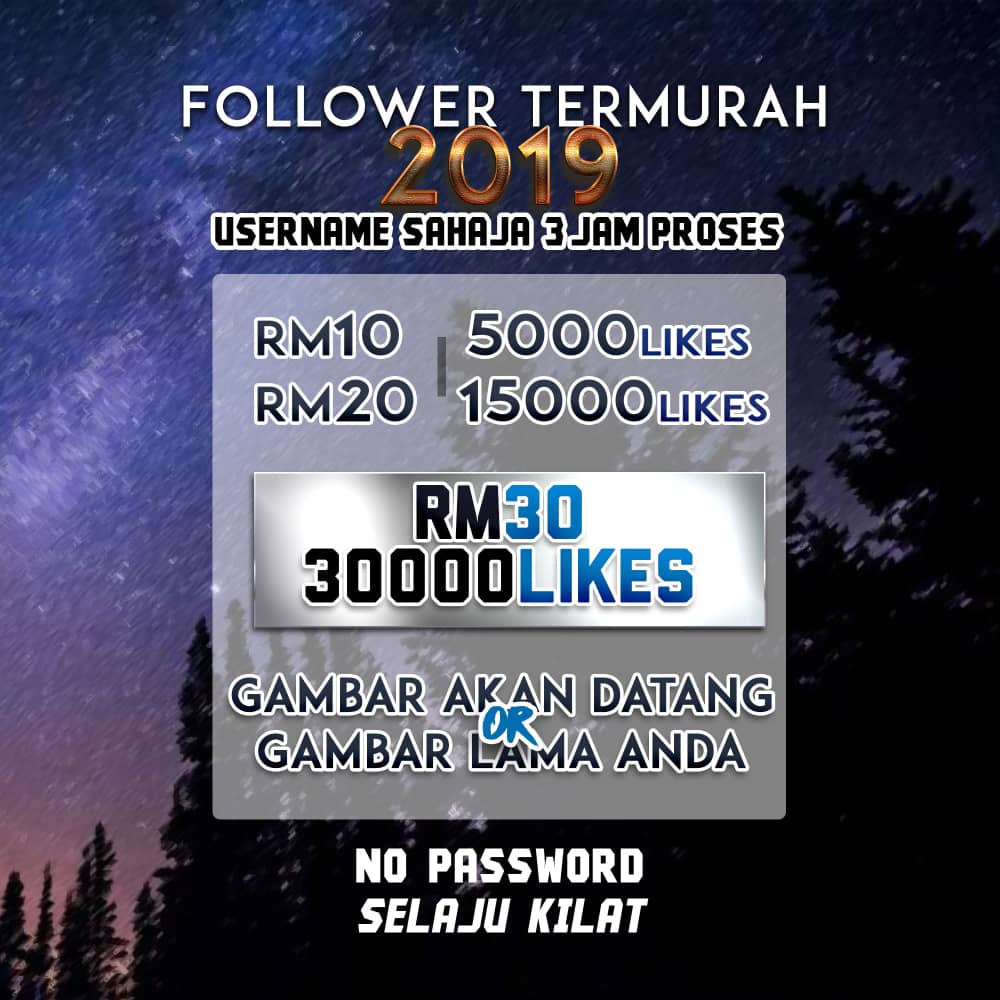 FOLLOWER TERMURAH
2019
USERNAME SAHAJA 3 JAM PROSES
RM10 | 5000LIKES
RM20 15000LIKES
RM30
30000LIKES
GAMBAR AKAN DATANG
OR
GAMBAR LAMA ANDA
NO PASSWORD
SELAJU KILAT